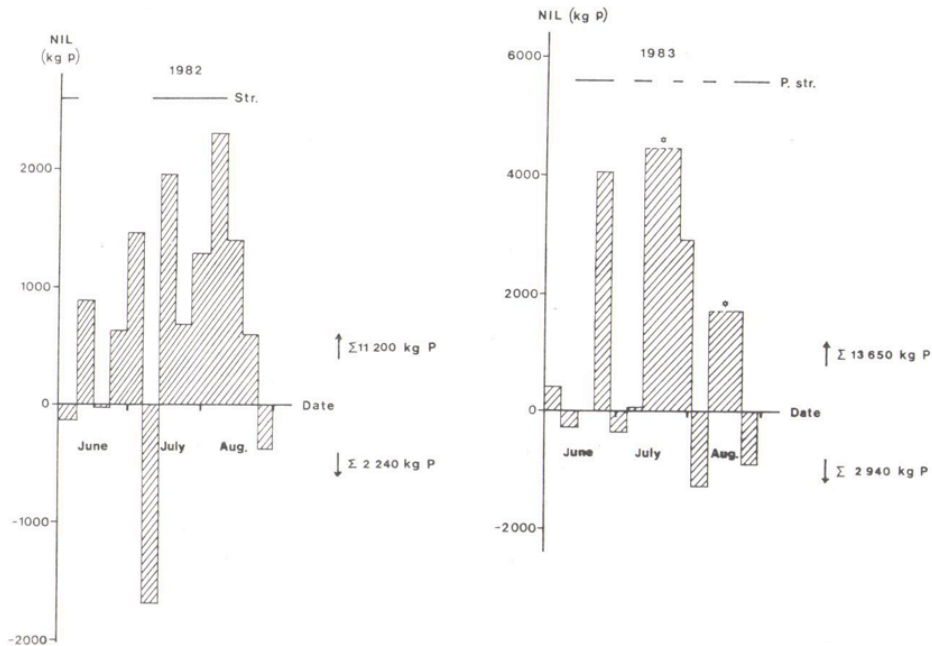 NIL
(kg p)
1982
Str.
2000
1000
0
-1000
-2000
June
July
Aug.
Date
Σ11 200 kg P
Σ 2 240 kg P
NIL (kg p)
1983
P. str.
6000
4000
2000
0
-2000
June
July
Aug.
Date
Σ 13 650 kg P
Σ 2 940 kg P